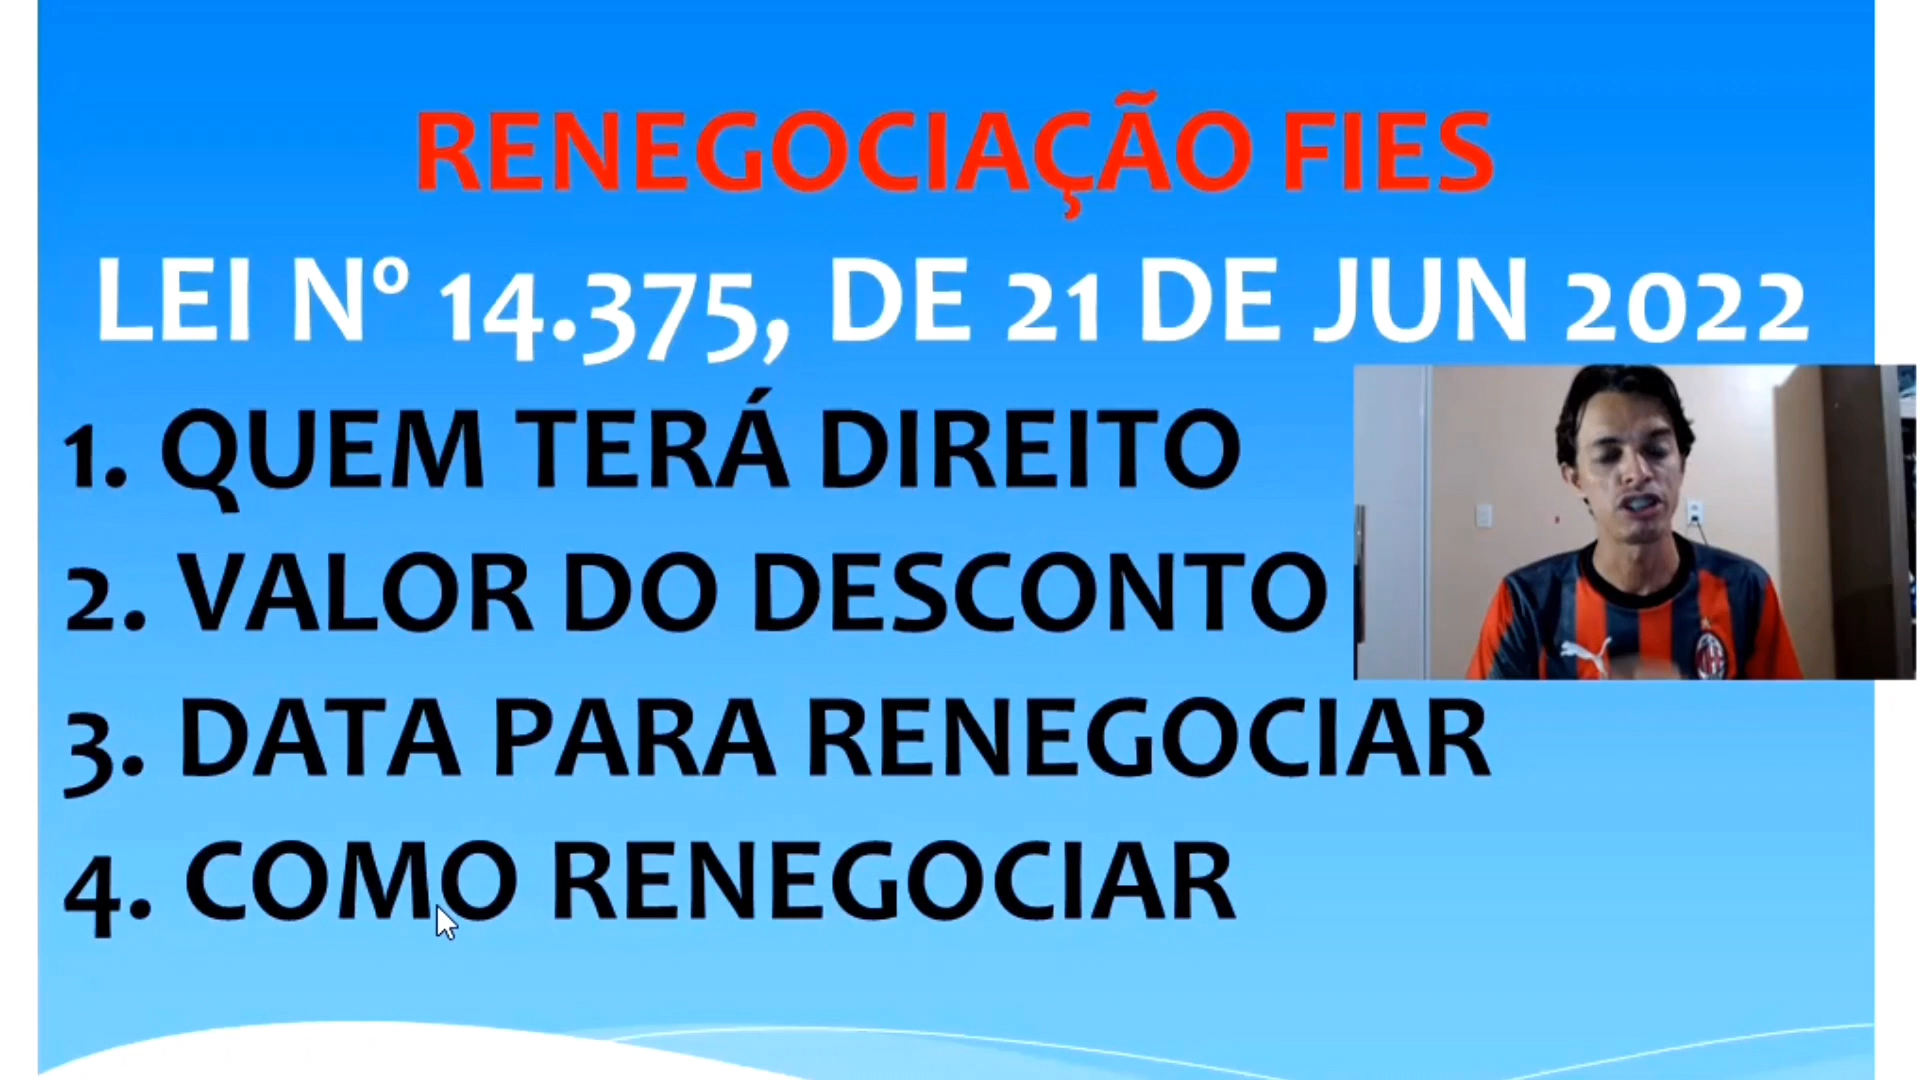 RENEGOCIAÇÃO FIES
LEI Nº 14.375, DE 21 DE JUN 2022
1. QUEM TERÁ DIREITO
2. VALOR DO DESCONTO
3. DATA PARA RENEGOCIAR
4. COMO RENEGOCIAR